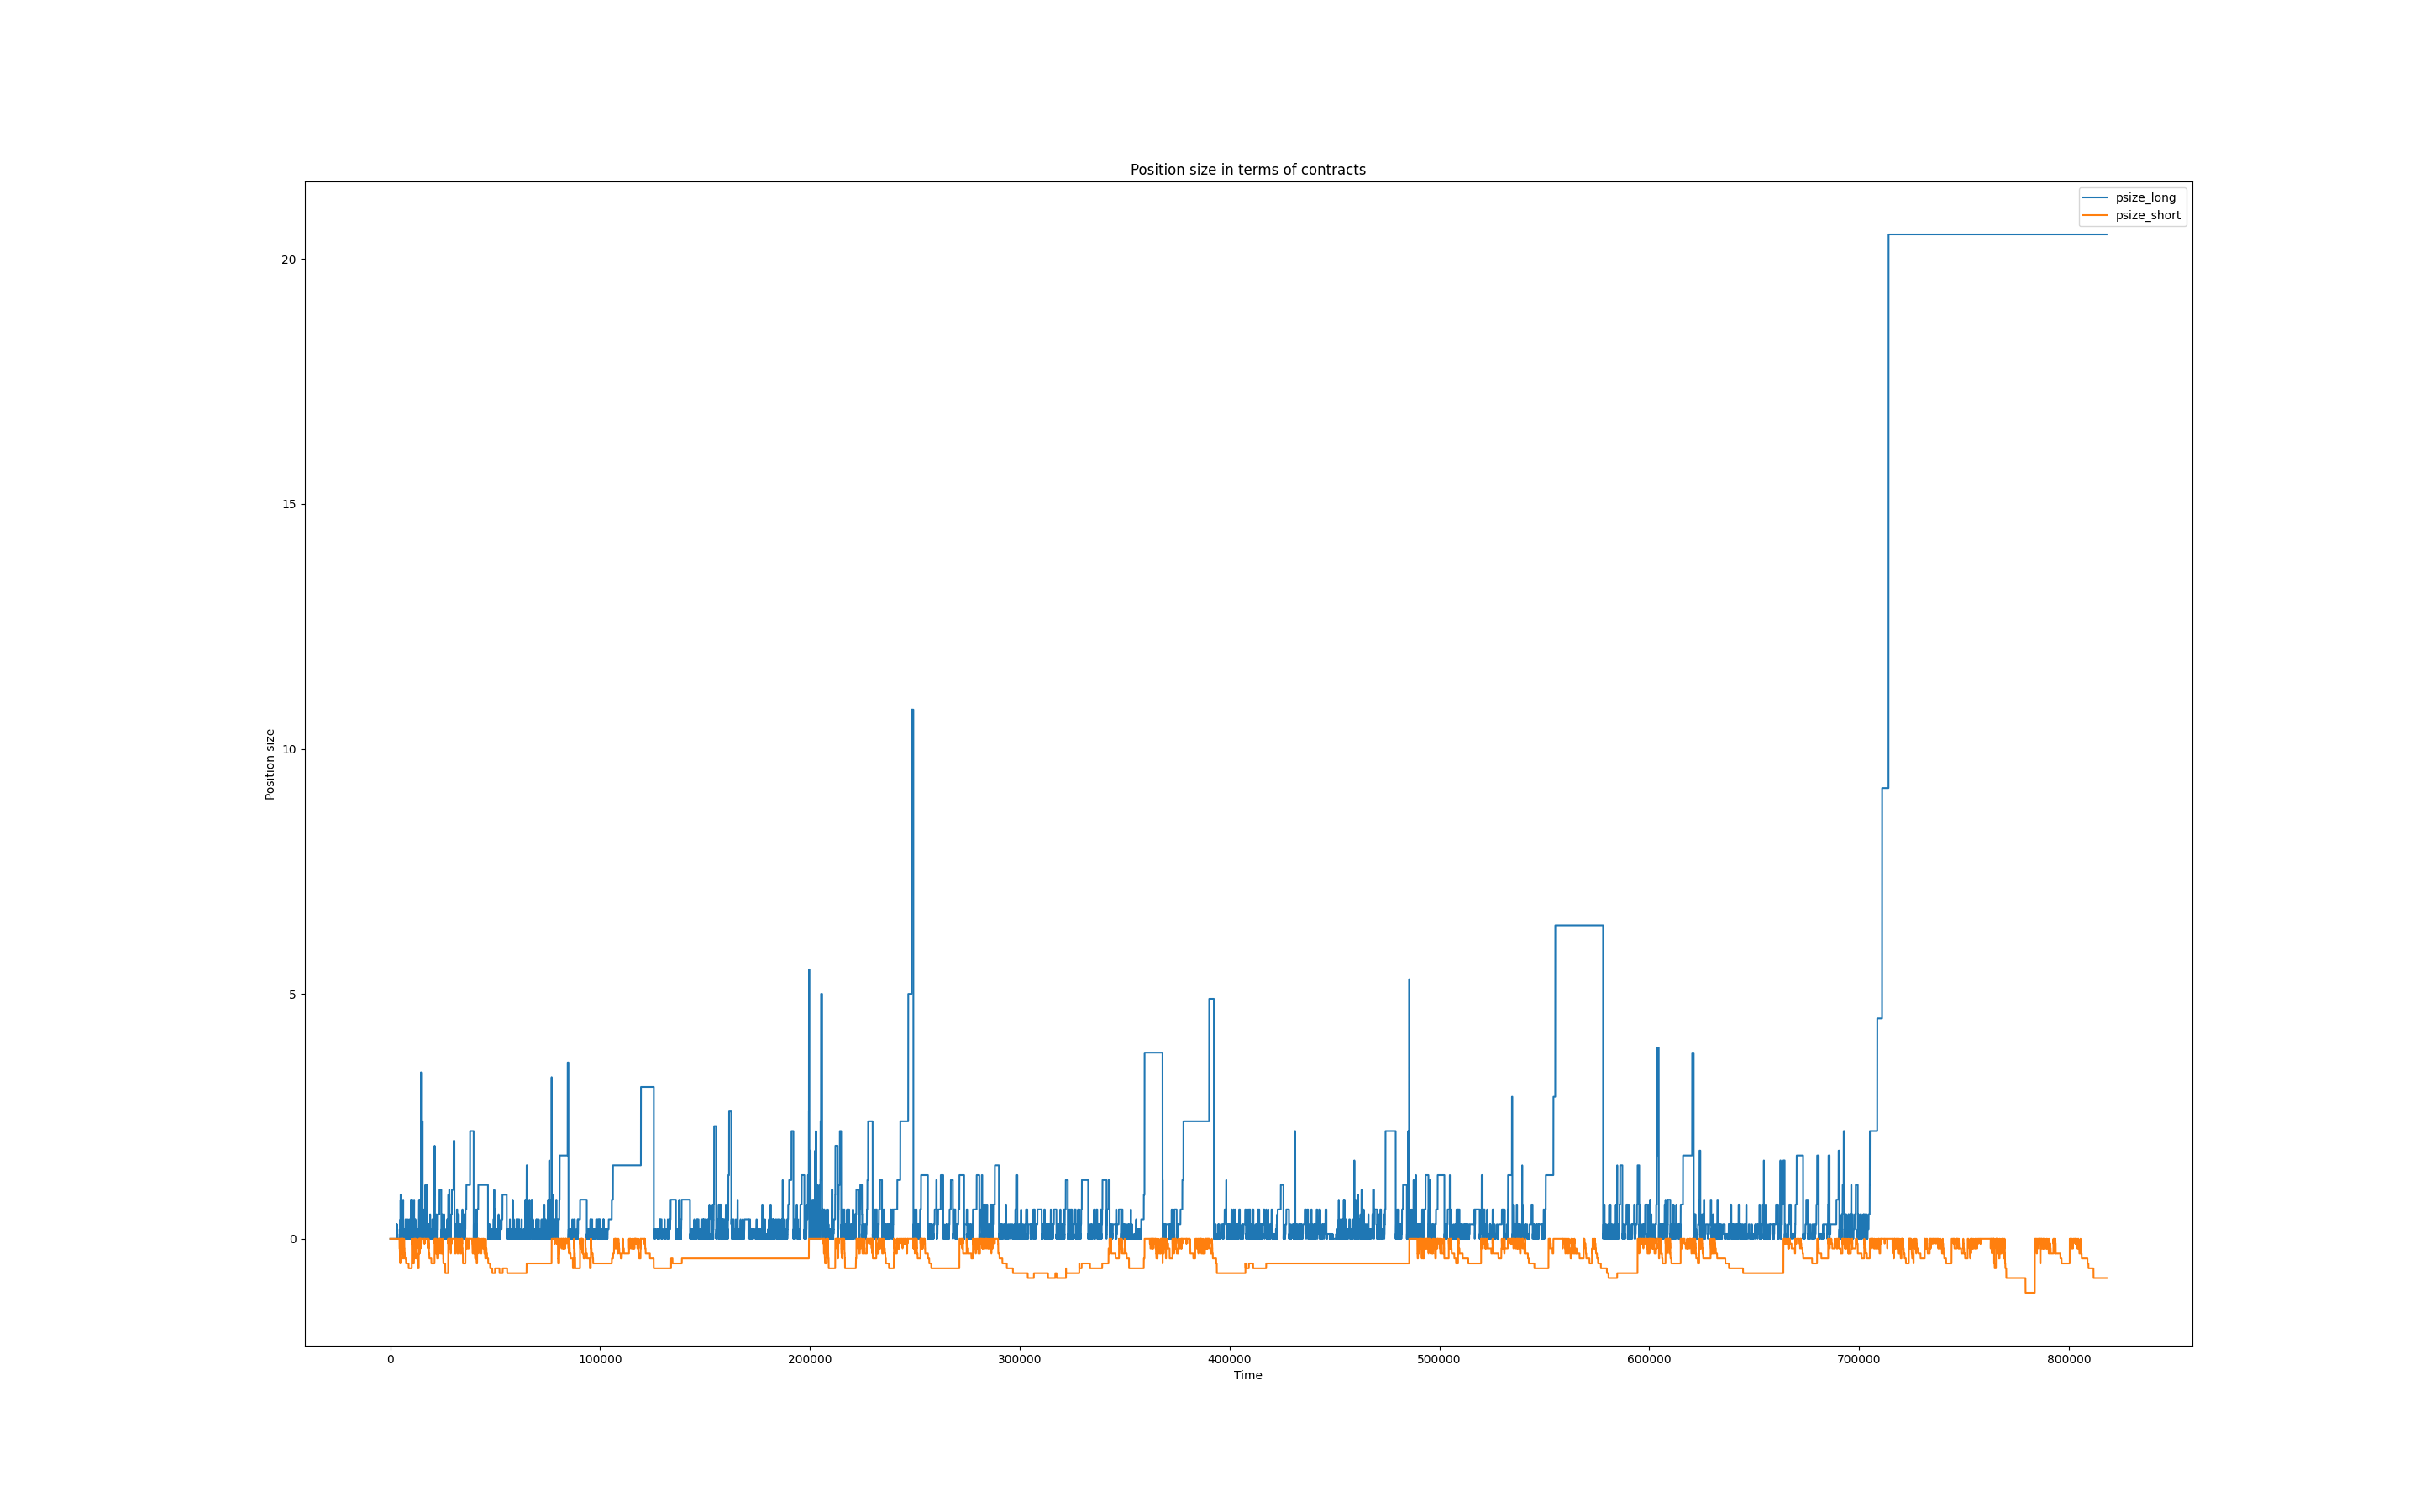 Position size in terms of contracts
psize_long
psize_short
20
15
10
5
0
Position size
0 100000 200000 300000 400000 500000 600000 700000 800000
Time